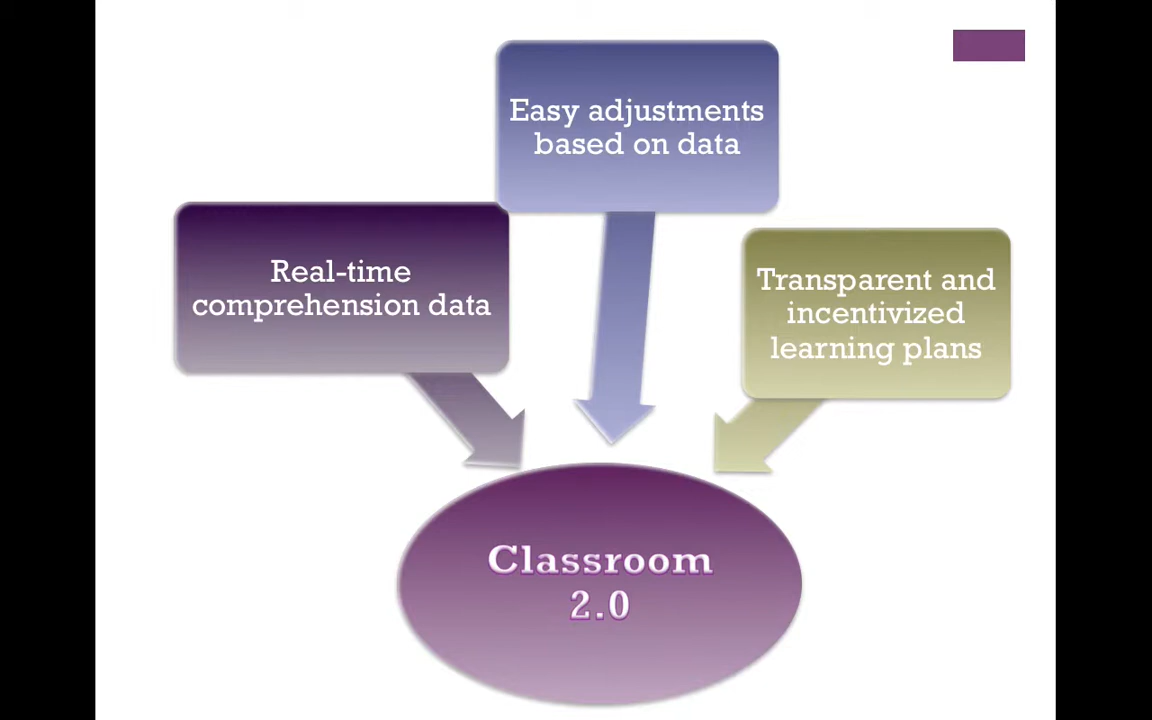 Easy adjustments
based on data
Real-time
comprehension data
Transparent and
incentivized
learning plans
Classroom
2.0